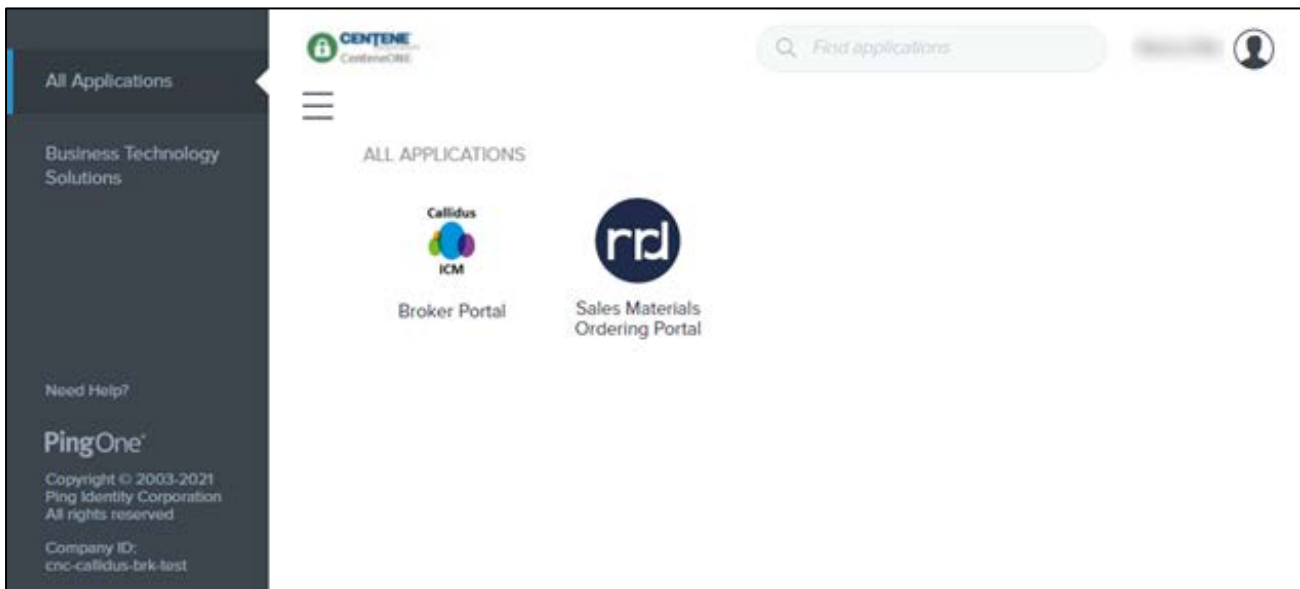 All Applications
Business Technology
Solutions
Need Help?
PingOne
Copyright © 2003-2021
Ping Identity Corporation
All rights reserved
Company ID:
cnc-callidus-brk-test
CENTENE
CenteneONE
Find applications
ALL APPLICATIONS
Callidus
ICM
Broker Portal
rrd
Sales Materials
Ordering Portal